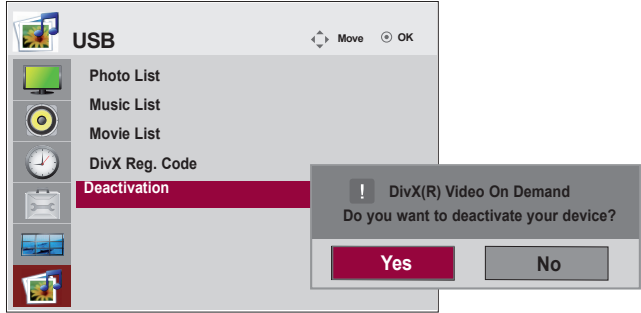 USB
Move
OK
Photo List
Music List
Movie List
DivX Reg. Code
Deactivation
! DivX(R) Video On Demand
Do you want to deactivate your device?
Yes
No